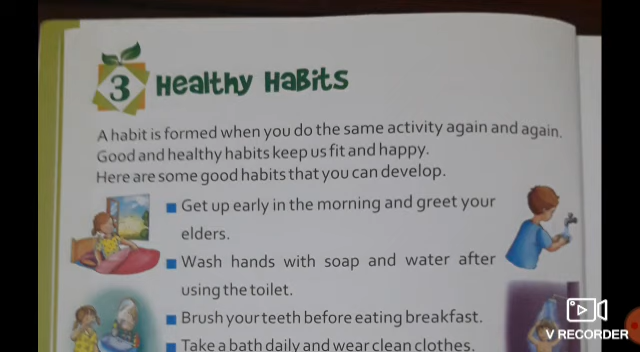 3 Healthy Habits
A habit is formed when you do the same activity again and again.
Good and healthy habits keep us fit and happy.
Here are some good habits that you can develop.
■ Get up early in the morning and greet your
elders.
■ Wash hands with soap and water after
using the toilet.
■ Brush your teeth before eating breakfast.
■ Take a bath daily and wear clean clothes.
V RECORDER